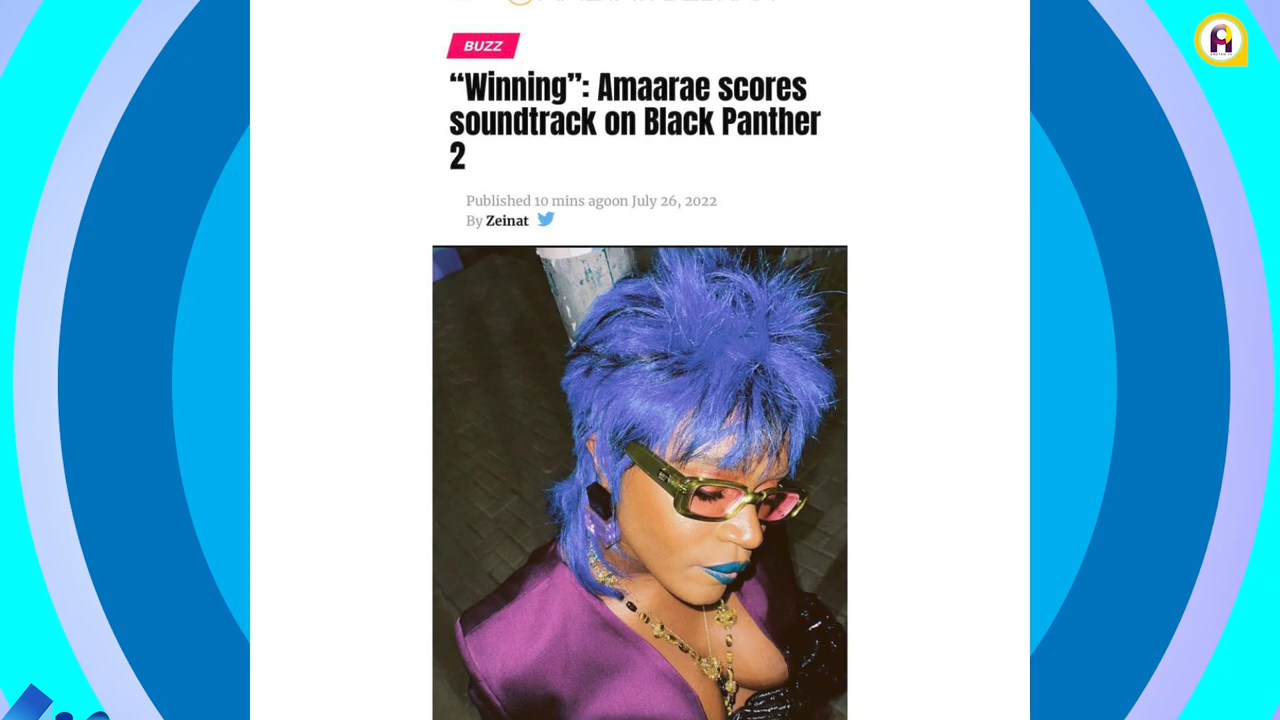 BUZZ
“Winning”: Amaarae scores
soundtrack on Black Panther
2
Published 10 mins agoon July 26, 2022
By Zeinat